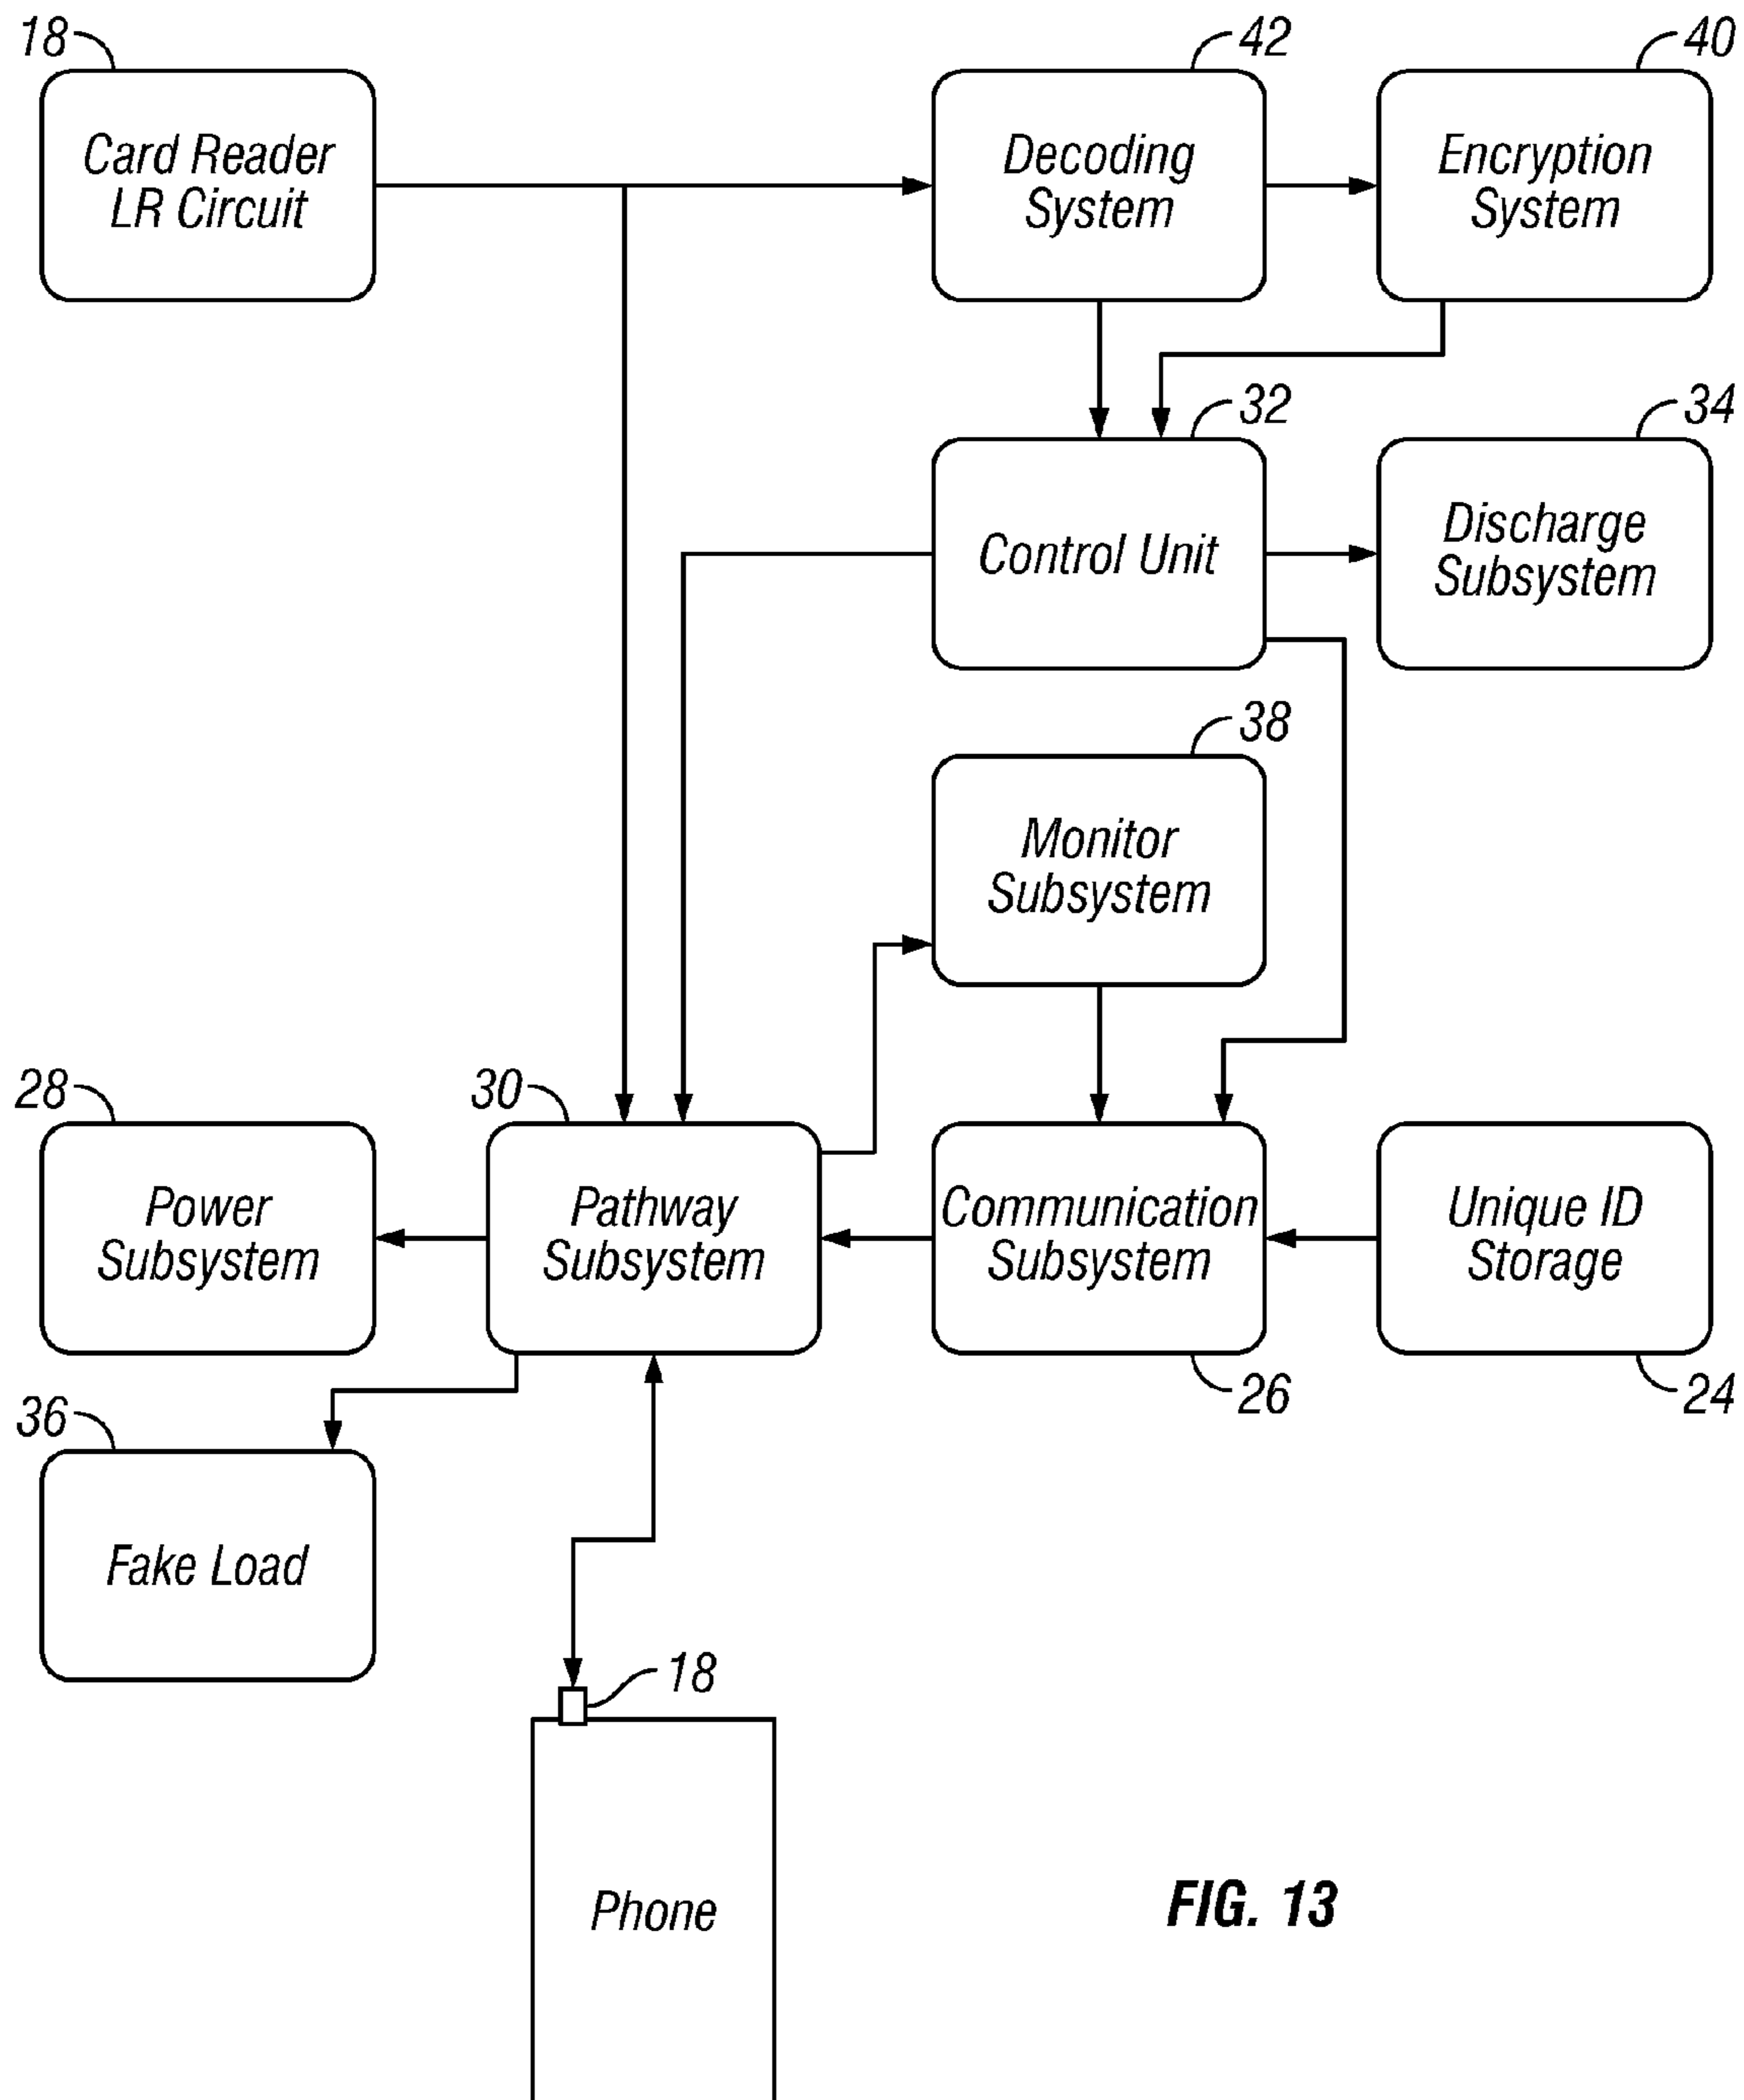 18
42
40
Card Reader
LR Circuit
Decoding
System
Encryption
System
32
34
Control Unit
Discharge
Subsystem
38
Monitor
Subsystem
28
30
Power
Subsystem
Pathway
Subsystem
Communication
Subsystem
Unique ID
Storage
26
24
36
Fake Load
18
Phone
FIG. 13